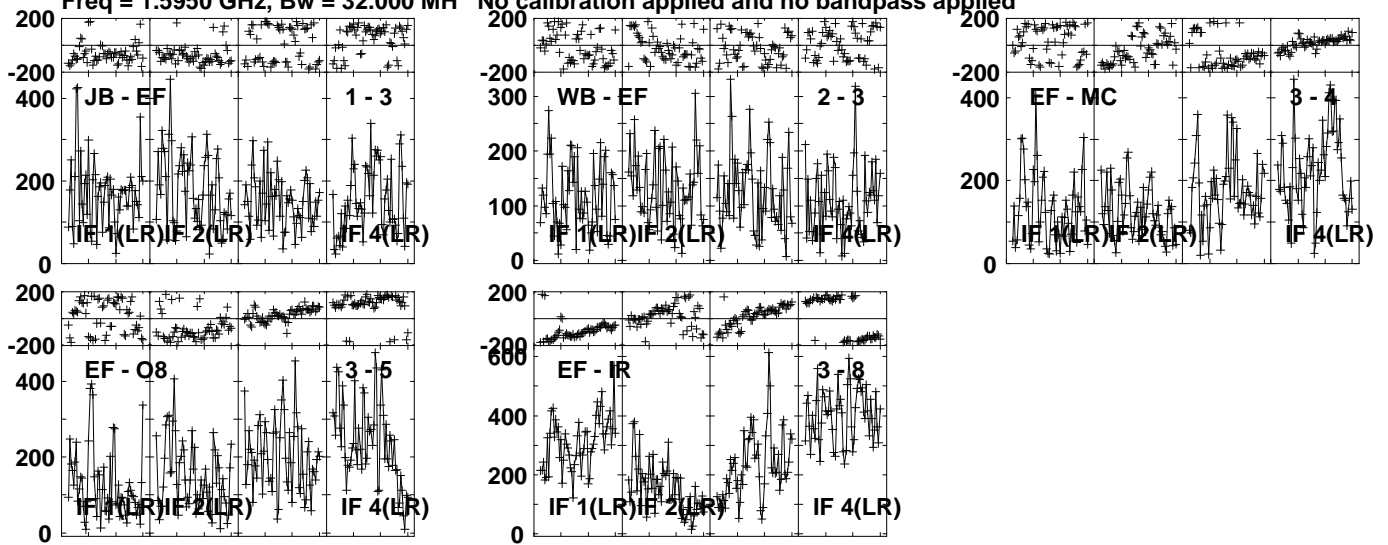 Freq = 1.5950 GHz, Bw = 32.000 MH No calibration applied and no bandpass applied
200
-200
JB - EF 1 - 3
400
200
0
IF 1(LR) IF 2(LR) IF 4(LR)
200
-200
WB - EF 2 - 3
300
200
100
0
IF 1(LR) IF 2(LR) IF 4(LR)
200
-200
EF - MC 3 - 4
400
200
0
IF 1(LR) IF 2(LR) IF 4(LR)
200
-200
EF - O8 3 - 5
400
200
0
IF 1(LR) IF 2(LR) IF 4(LR)
200
-200
600
EF - IR 3 - 8
400
200
0
IF 1(LR) IF 2(LR) IF 4(LR)